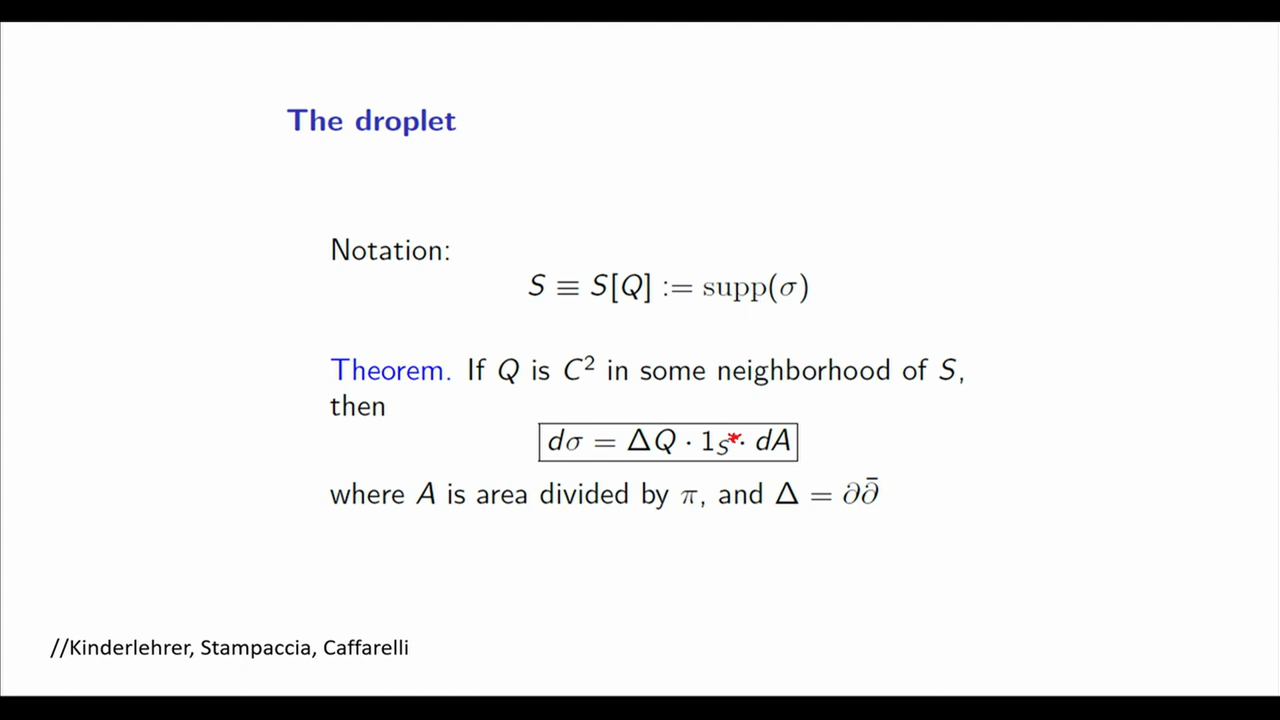 The droplet
Notation:
S ≡ S[Q] := supp(σ)
Theorem. If Q is C² in some neighborhood of S,
then
dσ = ΔQ · 1_S · dA
where A is area divided by π, and Δ = ∂∂̄
//Kinderlehrer, Stampaccia, Caffarelli